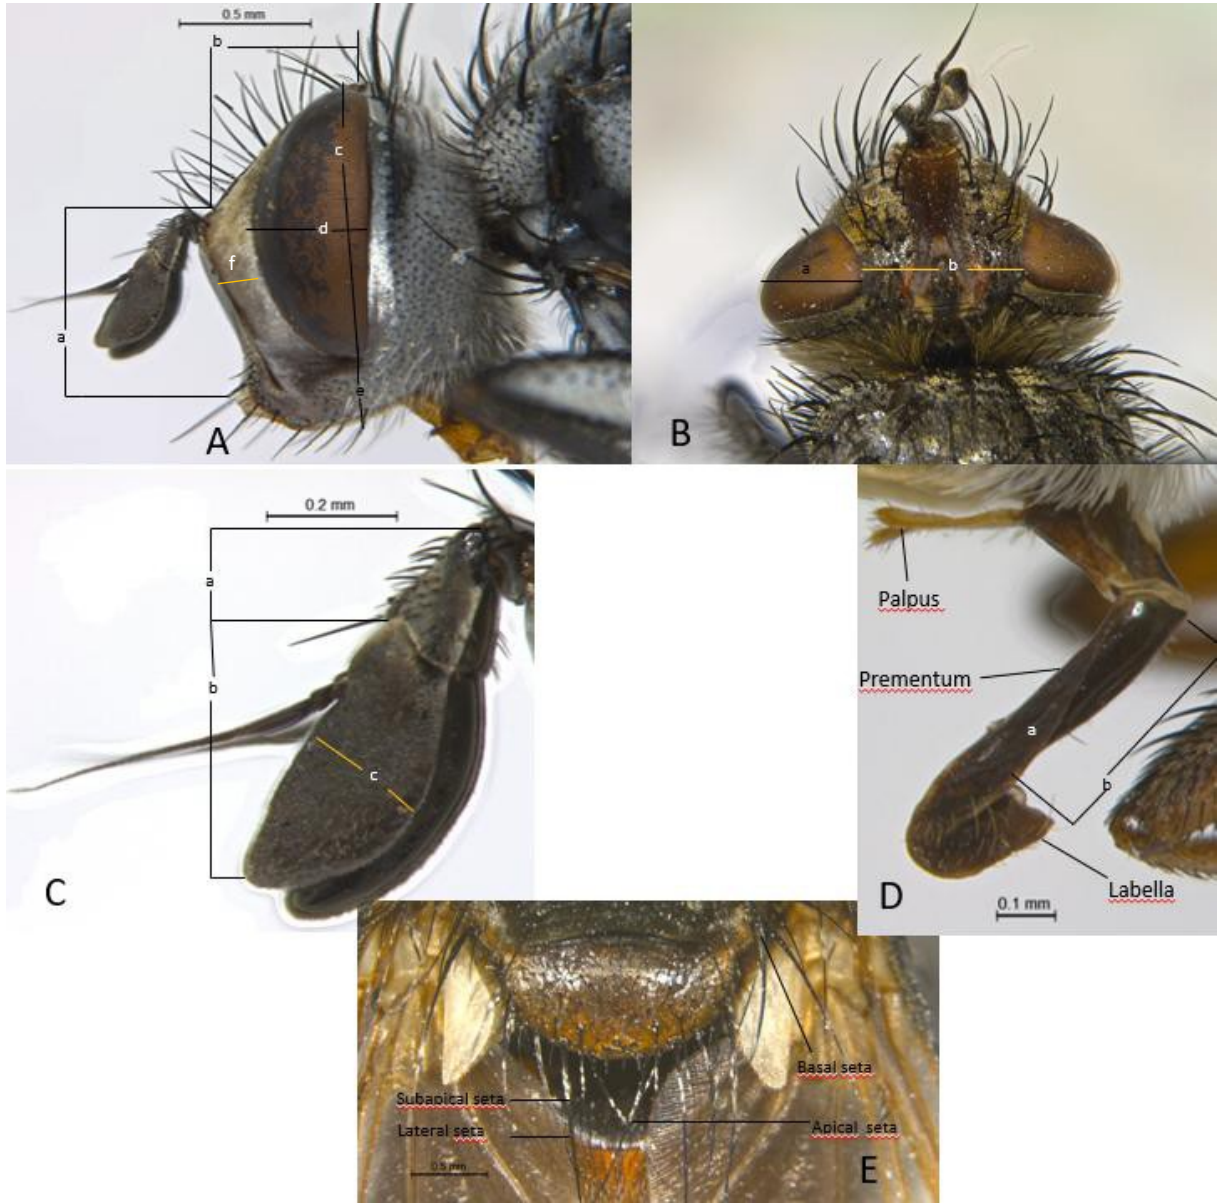 0.5 mm
b
c
d
f
a
e
A
a
b
B
0.2 mm
a
b
c
C
Palpus
Prementum
a
b
Labella
D
0.1 mm
Basal seta
Subapical seta
Lateral seta
Apical seta
0.5 mm
E